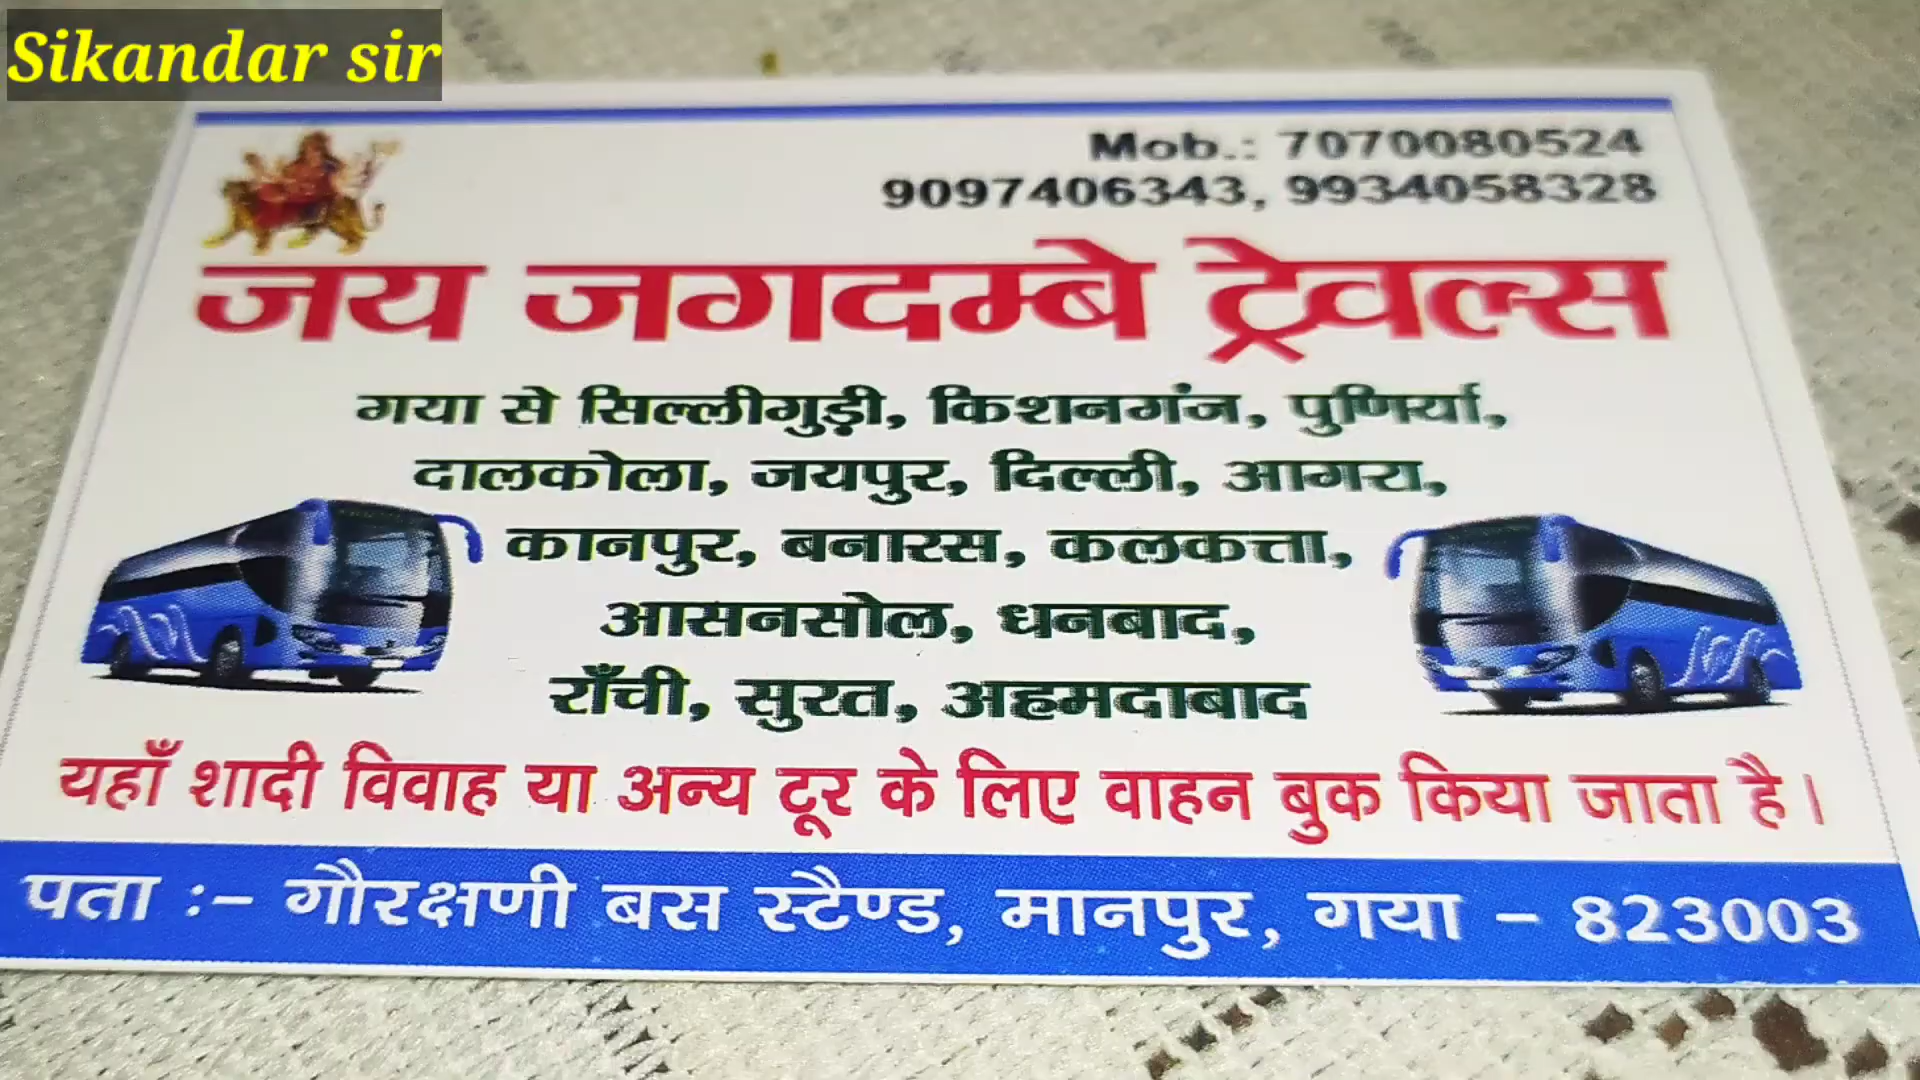 Sikandar sir
Mob.: 7070080524
9097406343, 9934058328
जय जगदम्बे ट्रेवल्स
गया से सिल्लीगुड़ी, किशनगंज, पुणिर्या,
दालकोला, जयपुर, दिल्ली, आगरा,
कानपुर, बनारस, कलकत्ता,
आसनसोल, धनबाद,
राँची, सुरत, अहमदाबाद
यहाँ शादी विवाह या अन्य टूर के लिए वाहन बुक किया जाता है।
पता :- गौरक्षणी बस स्टैण्ड, मानपुर, गया - 823003